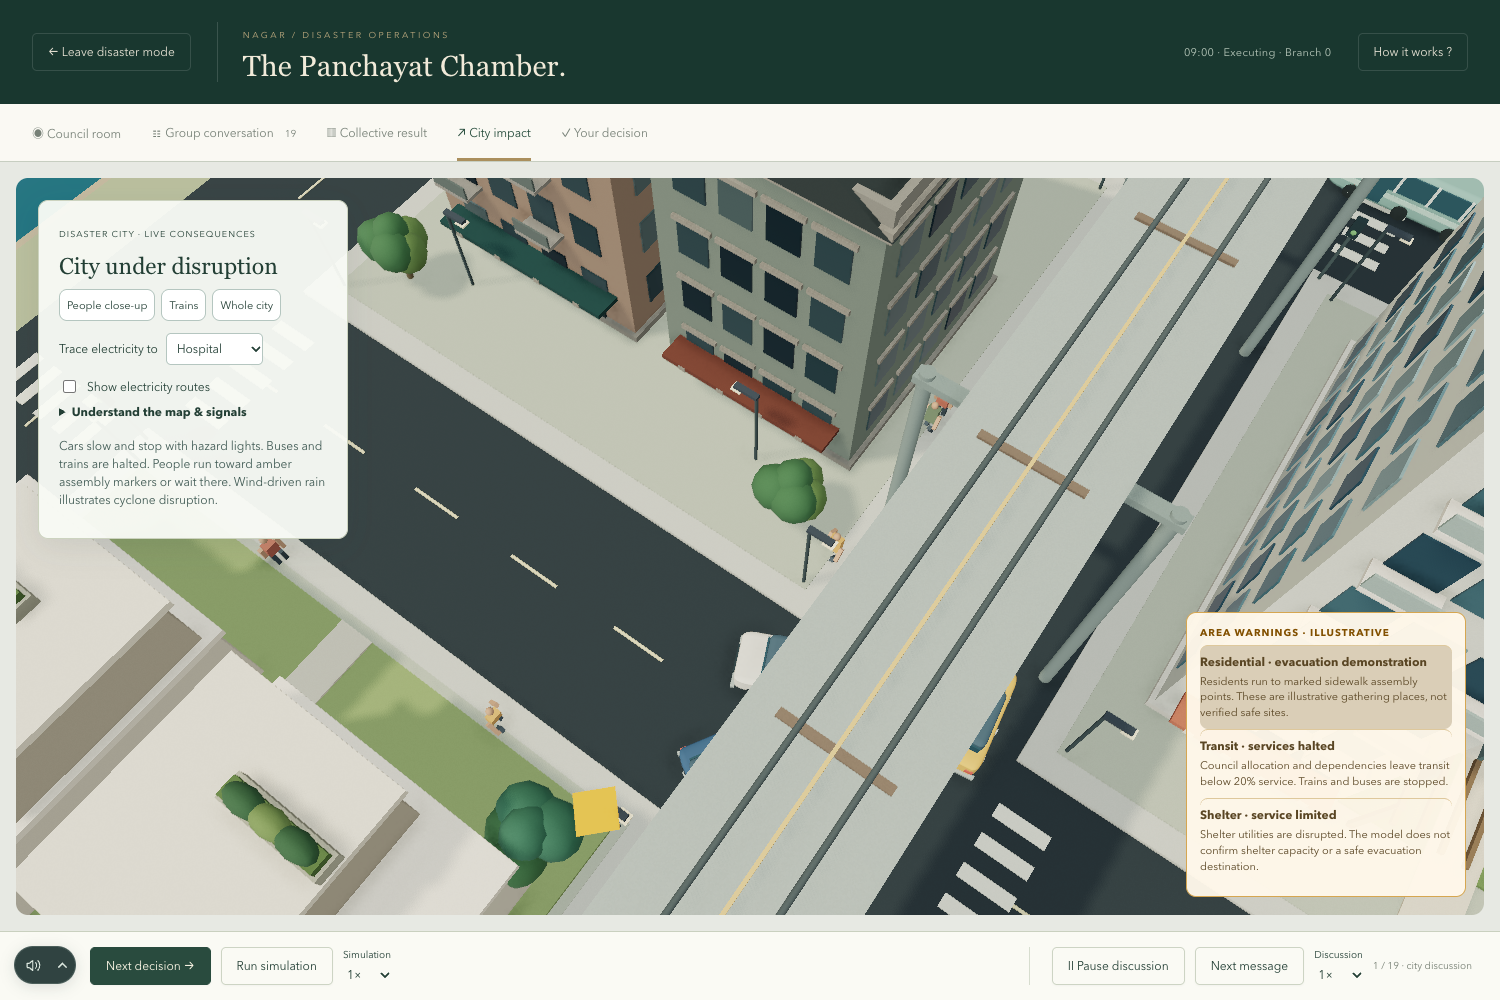 ← Leave disaster mode
NAGAR / DISASTER OPERATIONS
The Panchayat Chamber.
09:00 · Executing · Branch 0
How it works ?
Council room
Group conversation 19
Collective result
↗ City impact
✓ Your decision
DISASTER CITY · LIVE CONSEQUENCES
City under disruption
People close-up
Trains
Whole city
Trace electricity to
Hospital
Show electricity routes
Understand the map & signals
Cars slow and stop with hazard lights. Buses and
trains are halted. People run toward amber
assembly markers or wait there. Wind-driven rain
illustrates cyclone disruption.
AREA WARNINGS · ILLUSTRATIVE
Residential · evacuation demonstration
Residents run to marked sidewalk assembly
points. These are illustrative gathering places, not
verified safe sites.
Transit · services halted
Council allocation and dependencies leave transit
below 20% service. Trains and buses are stopped.
Shelter · service limited
Shelter utilities are disrupted. The model does not
confirm shelter capacity or a safe evacuation
destination.
Next decision →
Run simulation
Simulation
1×
II Pause discussion
Next message
Discussion
1×
1 / 19 · city discussion